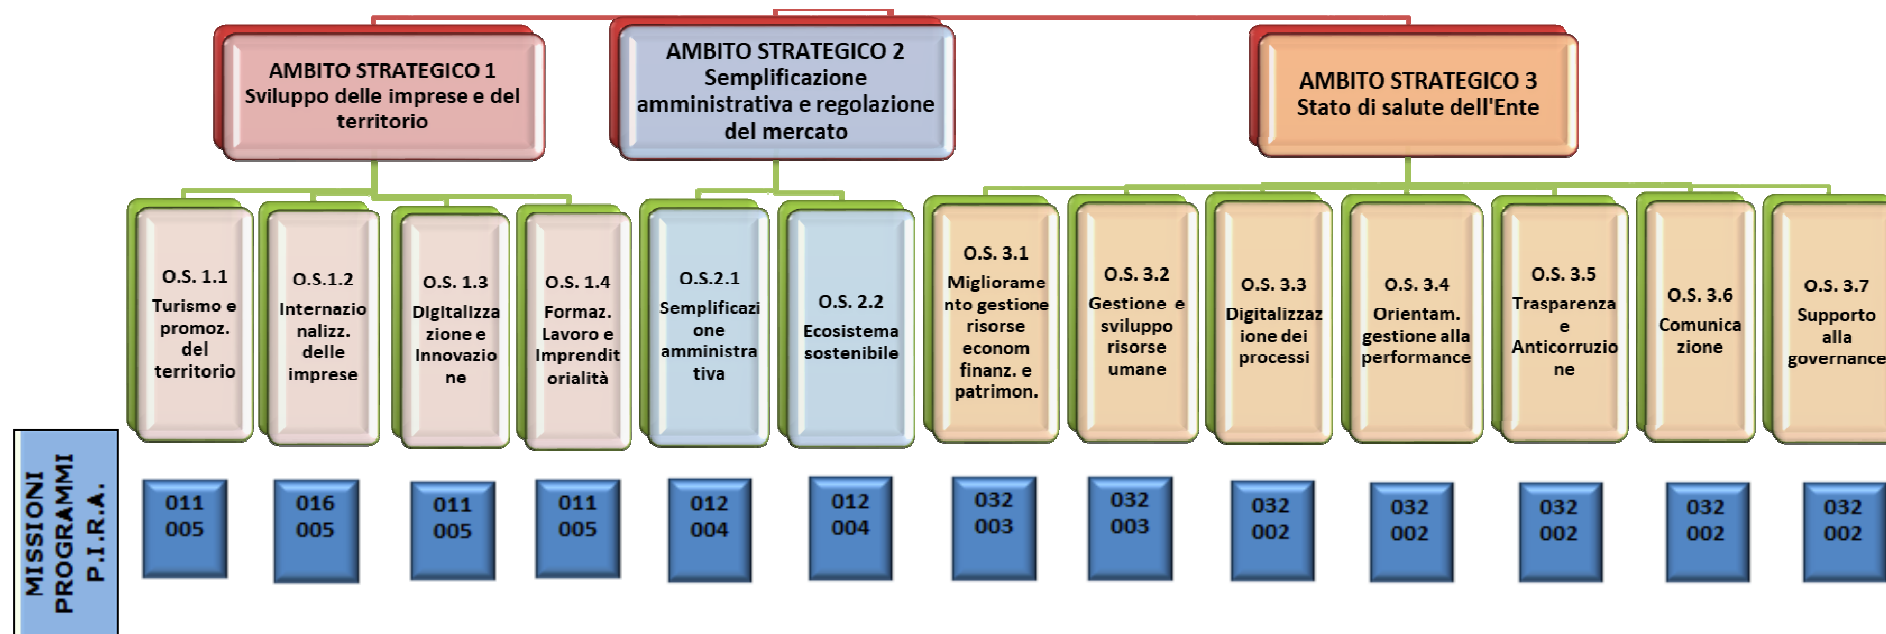 AMBITO STRATEGICO 1
Sviluppo delle imprese e del
territorio
AMBITO STRATEGICO 2
Semplificazione
amministrativa e regolazione
del mercato
AMBITO STRATEGICO 3
Stato di salute dell'Ente
O.S. 1.1
Turismo e
promoz.
del
territorio
O.S.1.2
Internazio
nalizz.
delle
imprese
O.S. 1.3
Digitalizza
zione e
Innovazio
ne
O.S. 1.4
Formaz.
Lavoro e
Imprendit
orialità
O.S.2.1
Semplificazi
one
amministra
tiva
O.S. 2.2
Ecosistema
sostenibile
O.S. 3.1
Migliorame
nto gestione
risorse
econom
finanz. e
patrimon.
O.S. 3.2
Gestione e
sviluppo
risorse
umane
O.S. 3.3
Digitalizzaz
ione dei
processi
O.S. 3.4
Orientam.
gestione alla
performance
O.S. 3.5
Trasparenza
e
Anticorruzio
ne
O.S. 3.6
Comunica
zione
O.S. 3.7
Supporto
alla
governance
MISSIONI
PROGRAMMI
P.I.R.A.
011
005
016
005
011
005
011
005
012
004
012
004
032
003
032
003
032
002
032
002
032
002
032
002
032
002